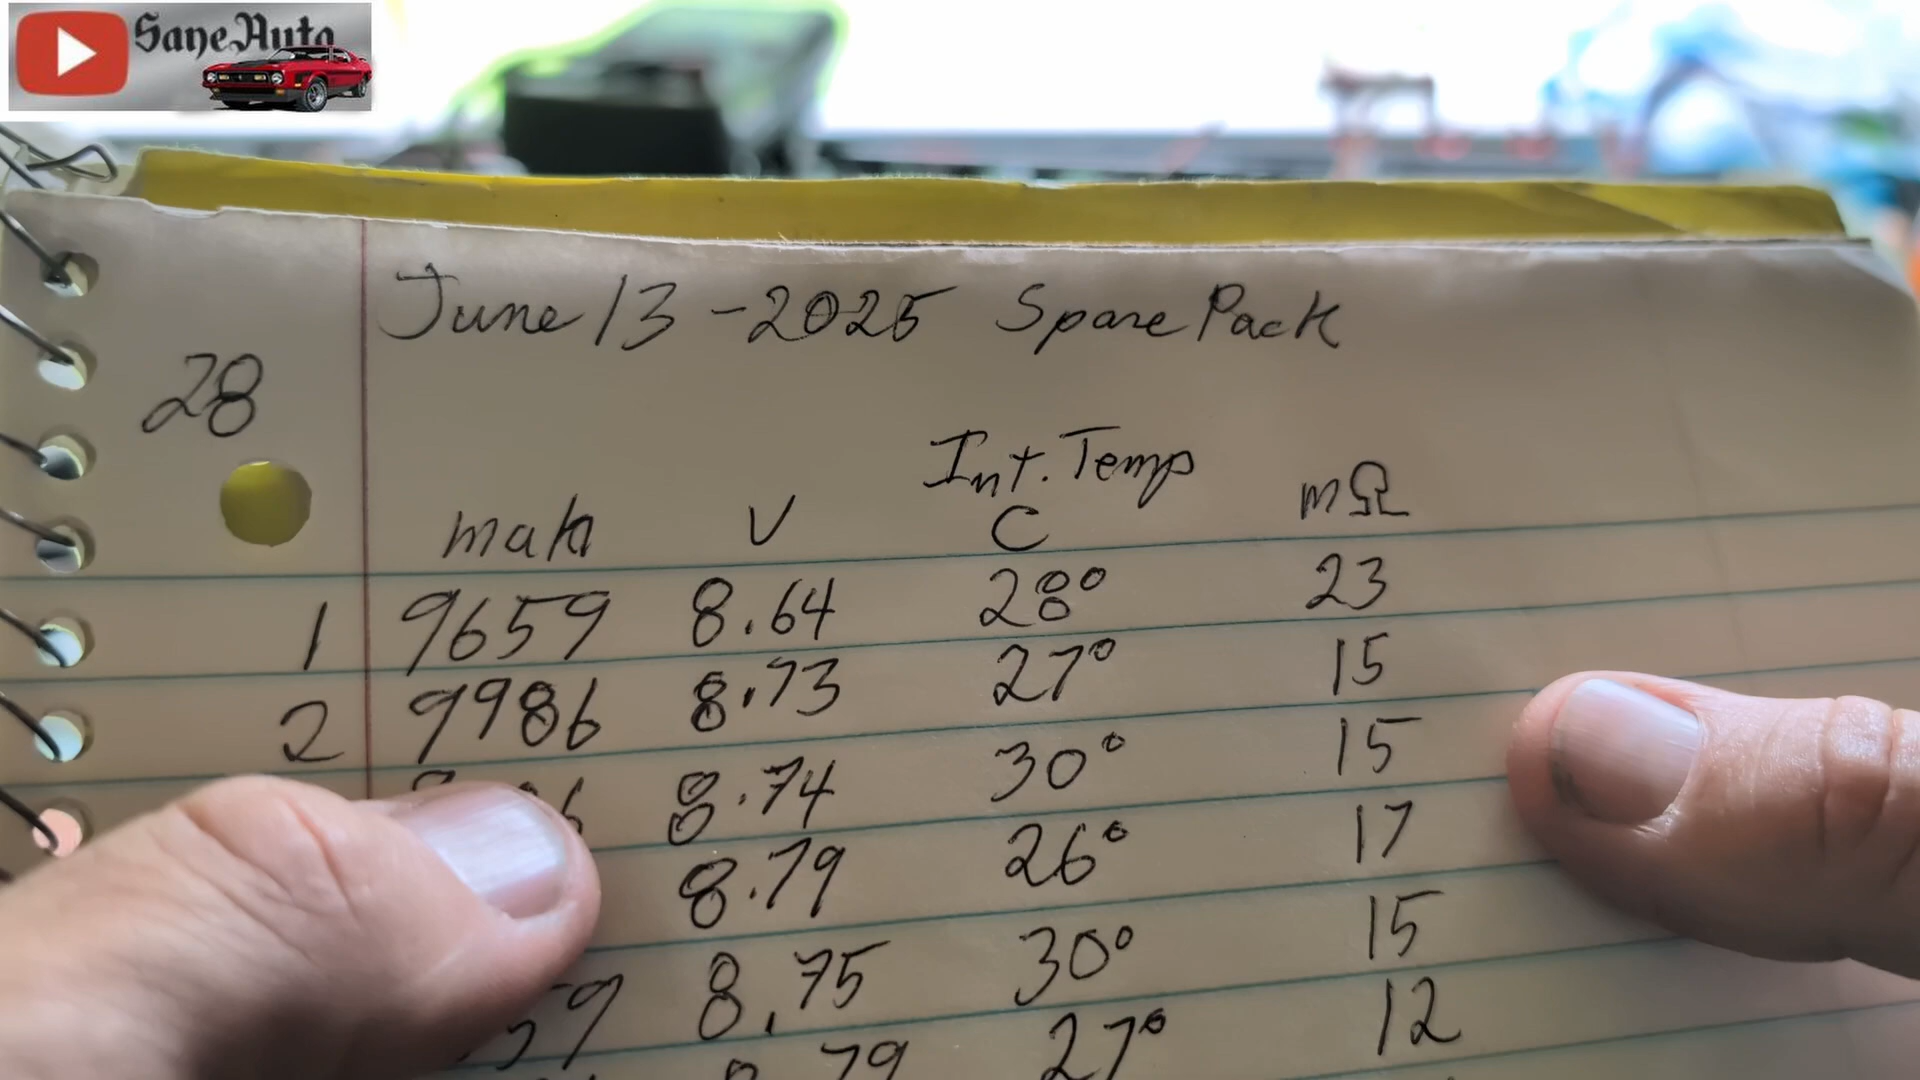 SaneAuto
June 13 - 2025 Spare Pack
28
Int. Temp
mah V C mΩ
1 9659 8.64 28° 23
2 9986 8.73 27° 15
8.74 30° 15
8.79 26° 17
8.75 30° 15
27° 12